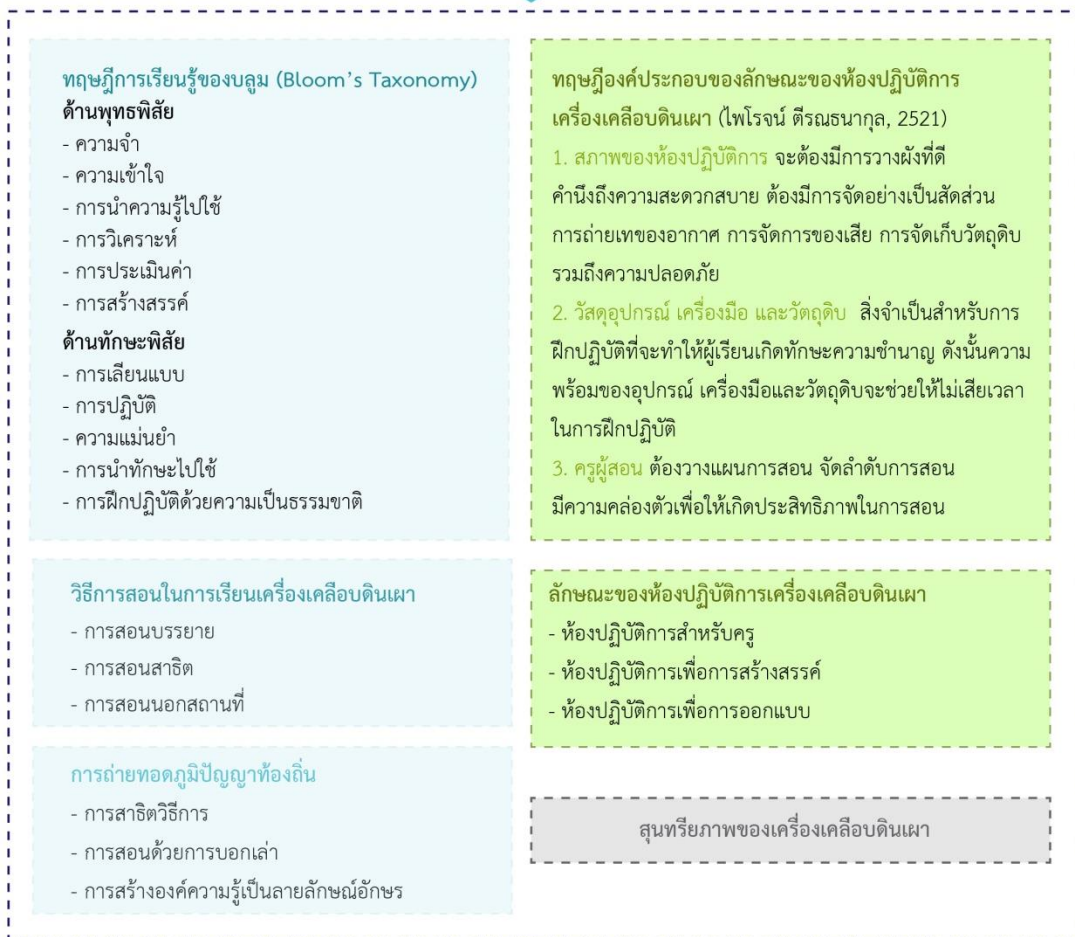 ทฤษฎีการเรียนรู้ของบลูม (Bloom's Taxonomy)
ด้านพุทธพิสัย
- ความจำ
- ความเข้าใจ
- การนำความรู้ไปใช้
- การวิเคราะห์
- การประเมินค่า
- การสร้างสรรค์
ด้านทักษะพิสัย
- การเลียนแบบ
- การปฏิบัติ
- ความแม่นยำ
- การนำทักษะไปใช้
- การฝึกปฏิบัติด้วยความเป็นธรรมชาติ
วิธีการสอนในการเรียนเครื่องเคลือบดินเผา
- การสอนบรรยาย
- การสอนสาธิต
- การสอนนอกสถานที่
การถ่ายทอดภูมิปัญญาท้องถิ่น
- การสาธิตวิธีการ
- การสอนด้วยการบอกเล่า
- การสร้างองค์ความรู้เป็นลายลักษณ์อักษร
ทฤษฎีองค์ประกอบของลักษณะของห้องปฏิบัติการ
เครื่องเคลือบดินเผา (ไพโรจน์ ตีรณธนากุล, 2521)
1. สภาพของห้องปฏิบัติการ จะต้องมีการวางผังที่ดี
คำนึงถึงความสะดวกสบาย ต้องมีการจัดอย่างเป็นสัดส่วน
การถ่ายเทของอากาศ การจัดการของเสีย การจัดเก็บวัตถุดิบ
รวมถึงความปลอดภัย
2. วัสดุอุปกรณ์ เครื่องมือ และวัตถุดิบ สิ่งจำเป็นสำหรับการ
ฝึกปฏิบัติที่จะทำให้ผู้เรียนเกิดทักษะความชำนาญ ดังนั้นความ
พร้อมของอุปกรณ์ เครื่องมือและวัตถุดิบจะช่วยให้ไม่เสียเวลา
ในการฝึกปฏิบัติ
3. ครูผู้สอน ต้องวางแผนการสอน จัดลำดับการสอน
มีความคล่องตัวเพื่อให้เกิดประสิทธิภาพในการสอน
ลักษณะของห้องปฏิบัติการเครื่องเคลือบดินเผา
- ห้องปฏิบัติการสำหรับครู
- ห้องปฏิบัติการเพื่อการสร้างสรรค์
- ห้องปฏิบัติการเพื่อการออกแบบ
สุนทรียภาพของเครื่องเคลือบดินเผา